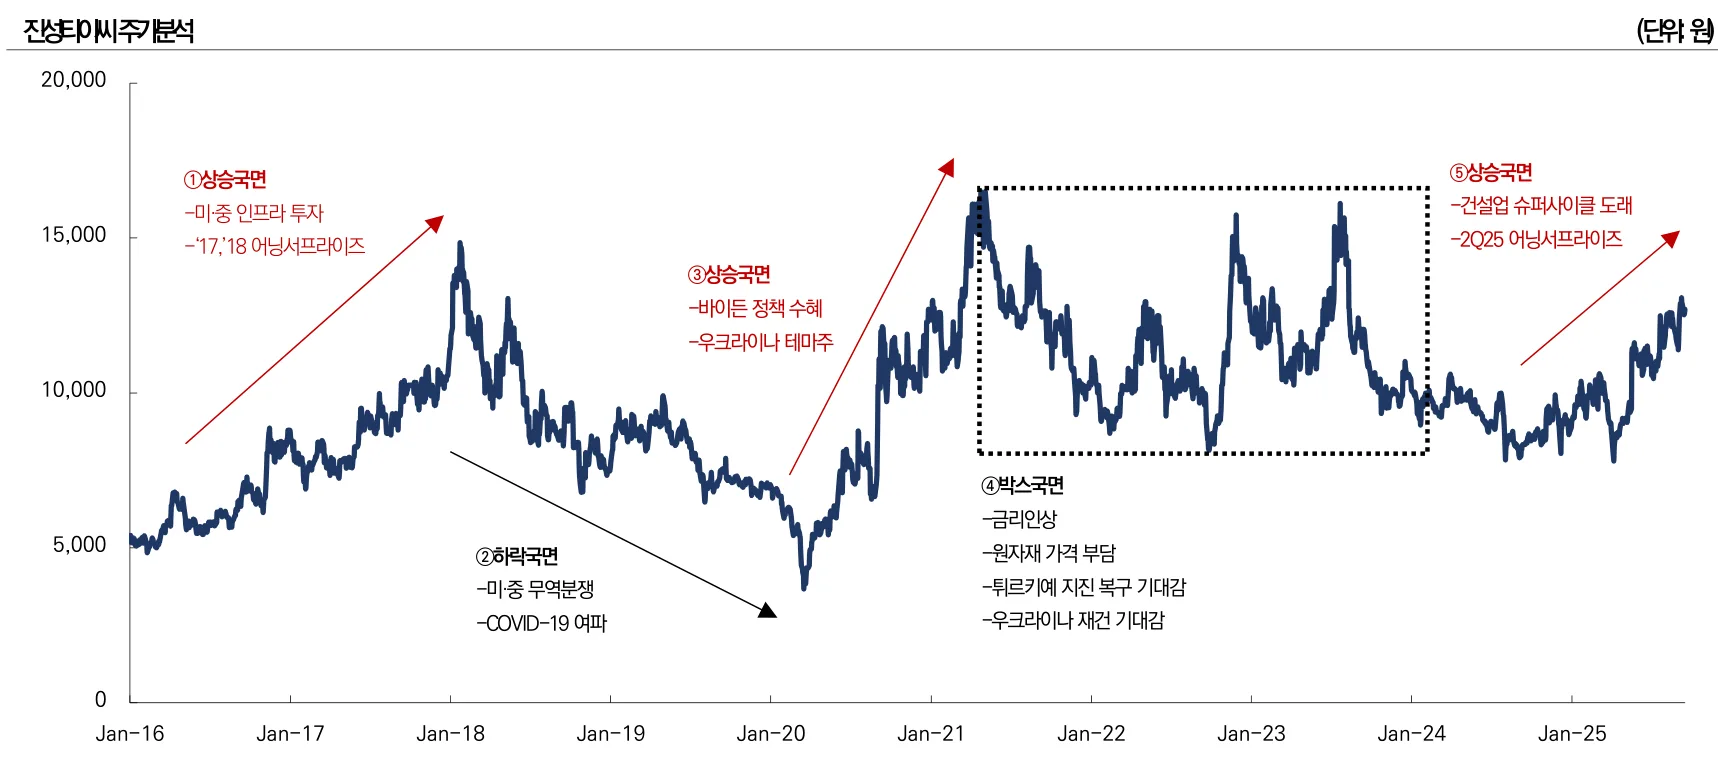 진성티이씨 주가분석
(단위: 원)
20,000
15,000
10,000
5,000
0
①상승국면
-미·중 인프라 투자
-‘17,’18 어닝서프라이즈
②하락국면
-미·중 무역분쟁
-COVID-19 여파
③상승국면
-바이든 정책 수혜
-우크라이나 테마주
④박스국면
-금리인상
-원자재 가격 부담
-튀르키예 지진 복구 기대감
-우크라이나 재건 기대감
⑤상승국면
-건설업 슈퍼사이클 도래
-2Q25 어닝서프라이즈
Jan-16
Jan-17
Jan-18
Jan-19
Jan-20
Jan-21
Jan-22
Jan-23
Jan-24
Jan-25